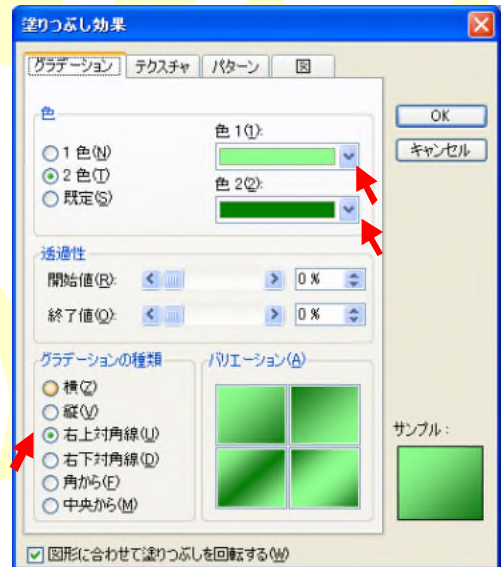 塗りつぶし効果
グラデーション テクスチャ パターン 図
色
1 色(N)
2 色(T)
既定(S)
色 1(1):
色 2(2):
OK
キャンセル
透過性
開始値(R): 0 %
終了値(O): 0 %
グラデーションの種類
横(Z)
縦(V)
右上対角線(U)
右下対角線(D)
角から(F)
中央から(M)
バリエーション(A)
サンプル:
図形に合わせて塗りつぶしを回転する(W)